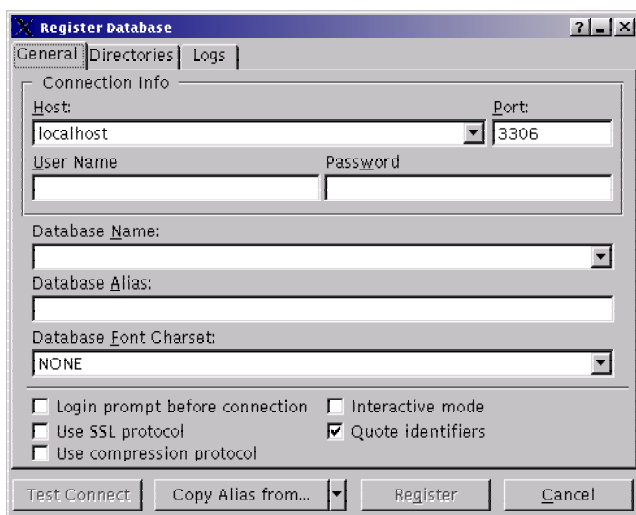 Register Database
General Directories Logs
Connection Info
Host: Port:
localhost 3306
User Name Password
Database Name:
Database Alias:
Database Font Charset:
NONE
Login prompt before connection Interactive mode
Use SSL protocol Quote identifiers
Use compression protocol
Test Connect Copy Alias from... Register Cancel